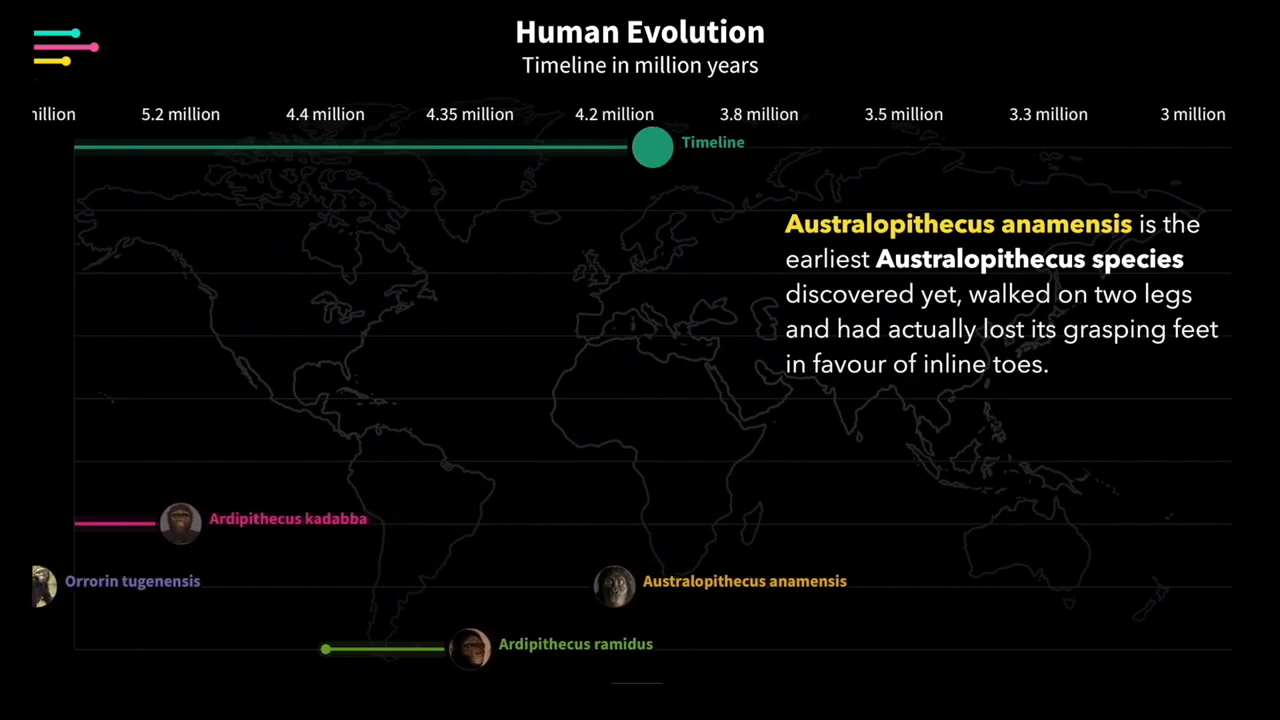 Human Evolution
Timeline in million years
5.2 million 4.4 million 4.35 million 4.2 million 3.8 million 3.5 million 3.3 million 3 million
Timeline
Australopithecus anamensis is the
earliest Australopithecus species
discovered yet, walked on two legs
and had actually lost its grasping feet
in favour of inline toes.
Ardipithecus kadabba
Orrorin tugenensis
Australopithecus anamensis
Ardipithecus ramidus